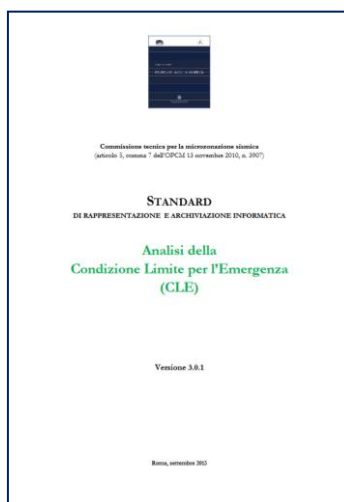 Commissione tecnica per la microzonazione sismica
(articolo 5, comma 7 dell'OPCM 13 novembre 2010, n. 3907)
STANDARD
DI RAPPRESENTAZIONE E ARCHIVIAZIONE INFORMATICA
Analisi della
Condizione Limite per l'Emergenza
(CLE)
Versione 3.0.1
Roma, settembre 2015